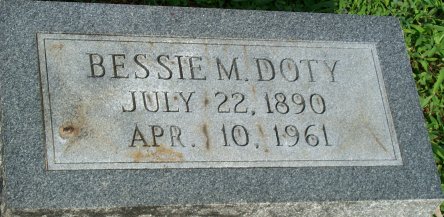 BESSIE M. DOTY
JULY 22, 1890
APR. 10, 1961